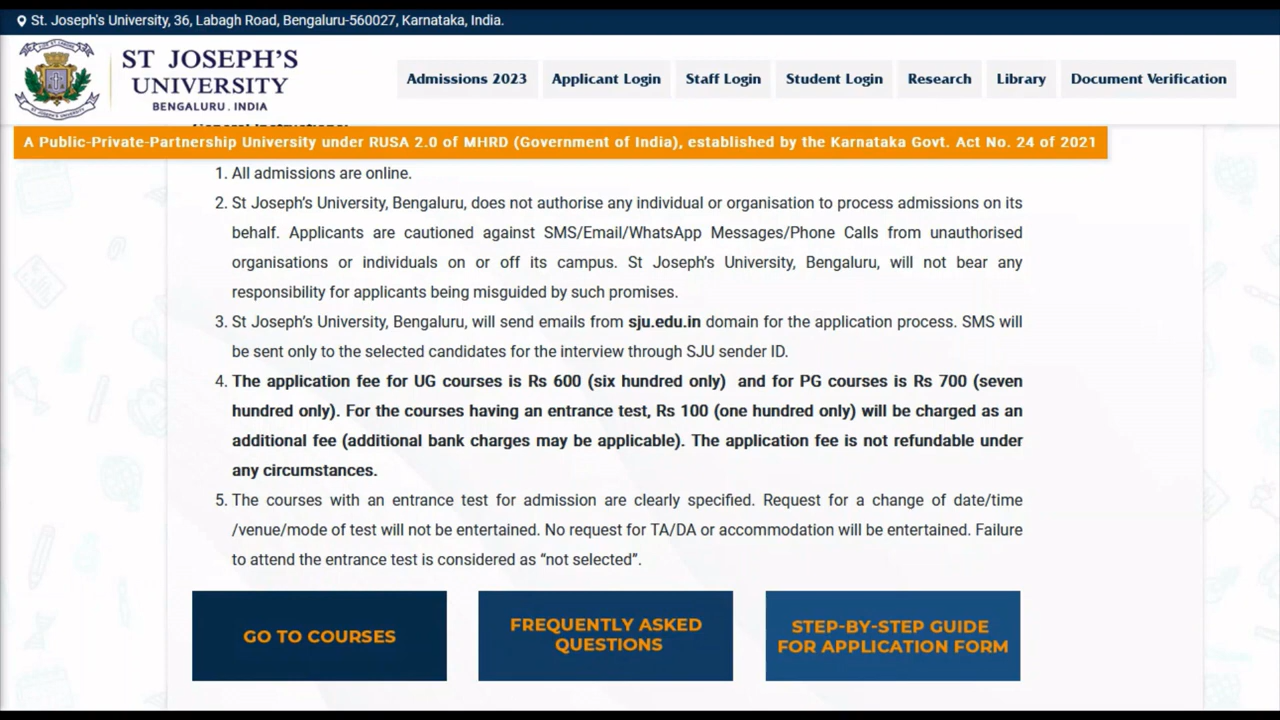 St. Joseph's University, 36, Labagh Road, Bengaluru-560027, Karnataka, India.
ST JOSEPH'S
UNIVERSITY
BENGALURU . INDIA
Admissions 2023 Applicant Login Staff Login Student Login Research Library Document Verification
A Public-Private-Partnership University under RUSA 2.0 of MHRD (Government of India), established by the Karnataka Govt. Act No. 24 of 2021
1. All admissions are online.
2. St Joseph's University, Bengaluru, does not authorise any individual or organisation to process admissions on its
behalf. Applicants are cautioned against SMS/Email/WhatsApp Messages/Phone Calls from unauthorised
organisations or individuals on or off its campus. St Joseph's University, Bengaluru, will not bear any
responsibility for applicants being misguided by such promises.
3. St Joseph's University, Bengaluru, will send emails from sju.edu.in domain for the application process. SMS will
be sent only to the selected candidates for the interview through SJU sender ID.
4. The application fee for UG courses is Rs 600 (six hundred only) and for PG courses is Rs 700 (seven
hundred only). For the courses having an entrance test, Rs 100 (one hundred only) will be charged as an
additional fee (additional bank charges may be applicable). The application fee is not refundable under
any circumstances.
5. The courses with an entrance test for admission are clearly specified. Request for a change of date/time
/venue/mode of test will not be entertained. No request for TA/DA or accommodation will be entertained. Failure
to attend the entrance test is considered as “not selected”.
GO TO COURSES
FREQUENTLY ASKED
QUESTIONS
STEP-BY-STEP GUIDE
FOR APPLICATION FORM